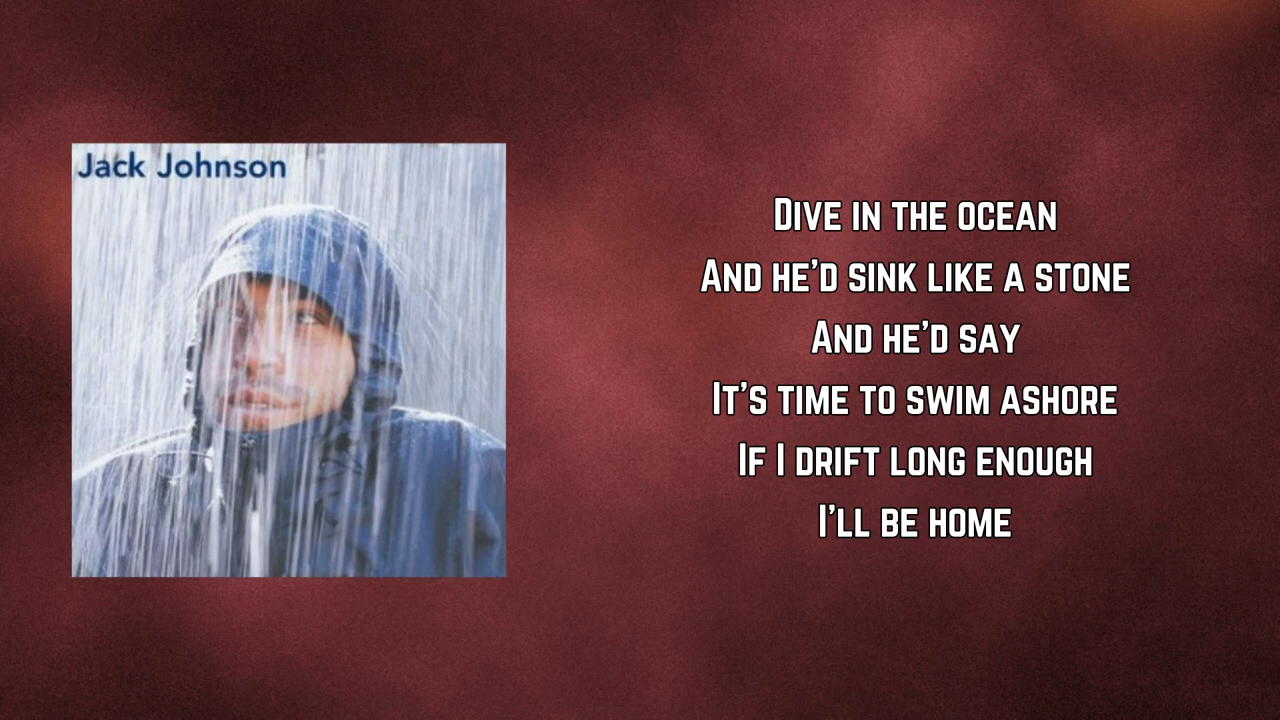 Jack Johnson
Dive in the ocean
And he’d sink like a stone
And he’d say
It’s time to swim ashore
If I drift long enough
I’ll be home